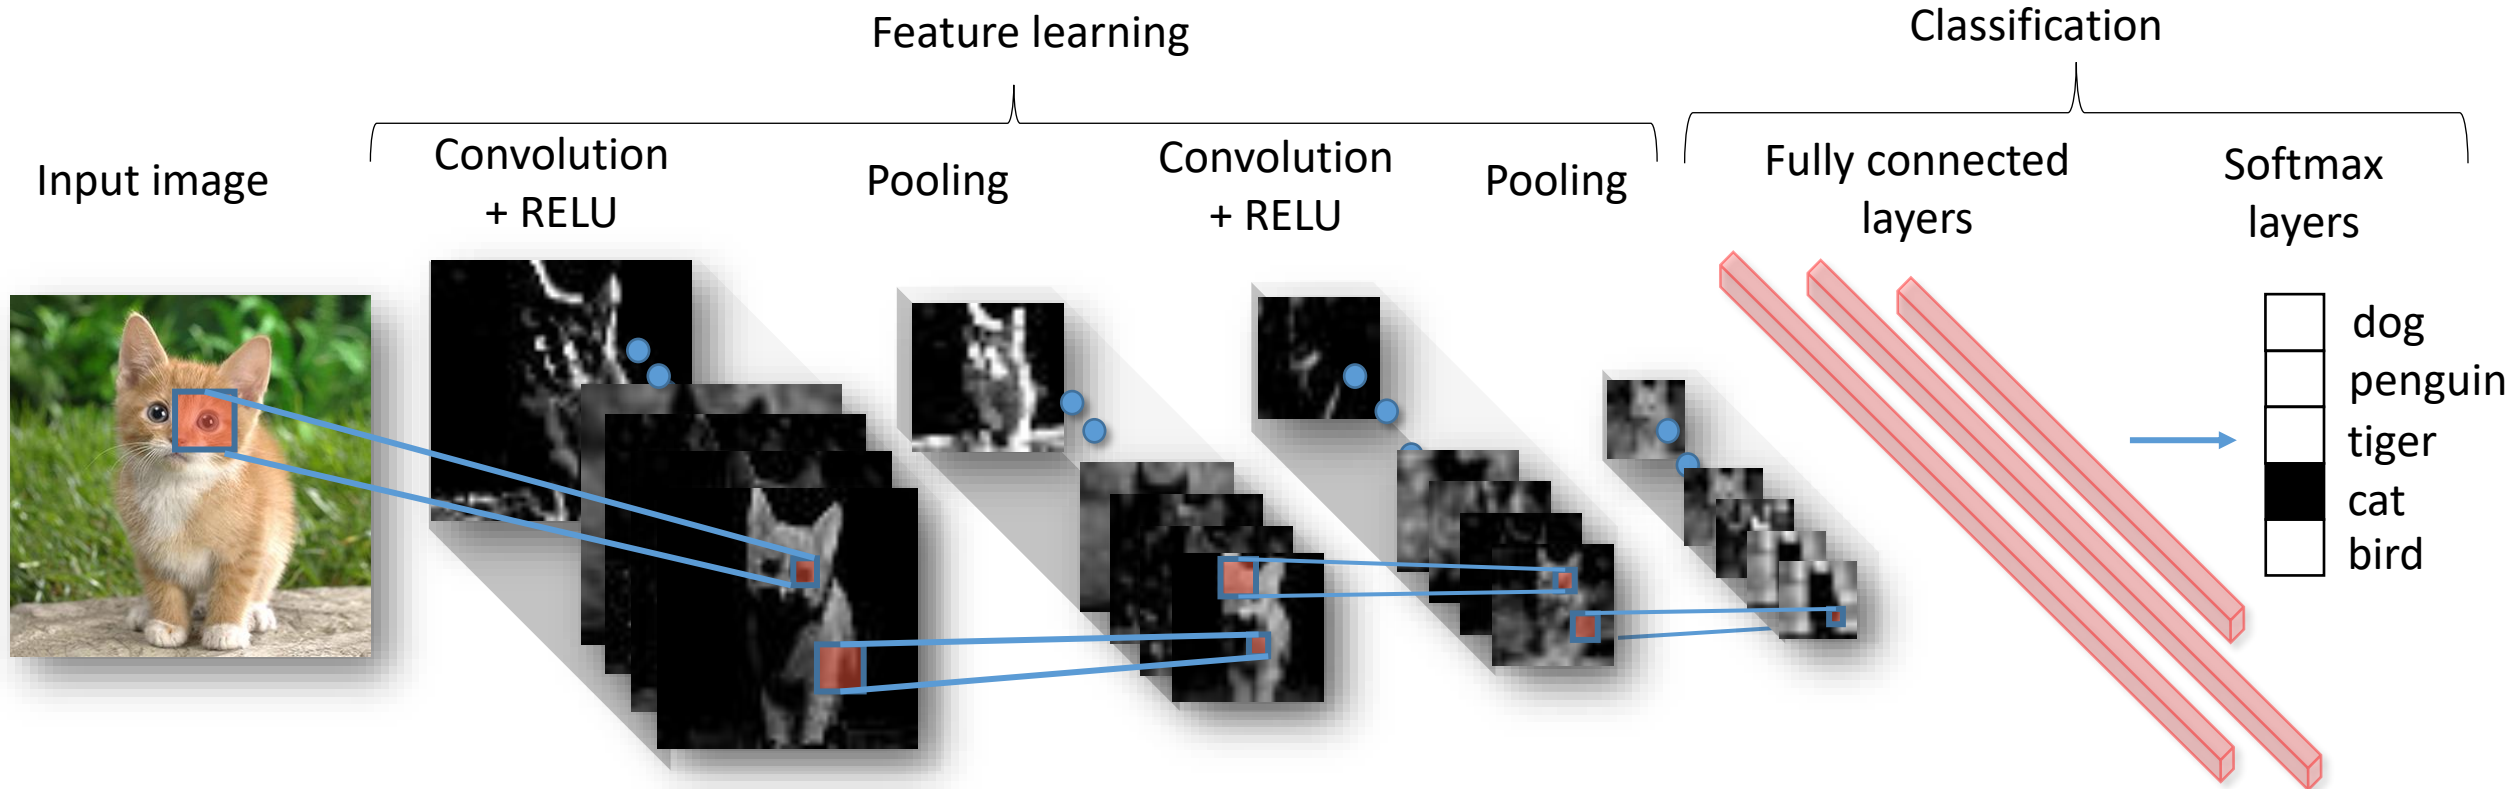 Feature learning
Classification
Input image
Convolution
+ RELU
Pooling
Convolution
+ RELU
Pooling
Fully connected
layers
Softmax
layers
dog
penguin
tiger
cat
bird